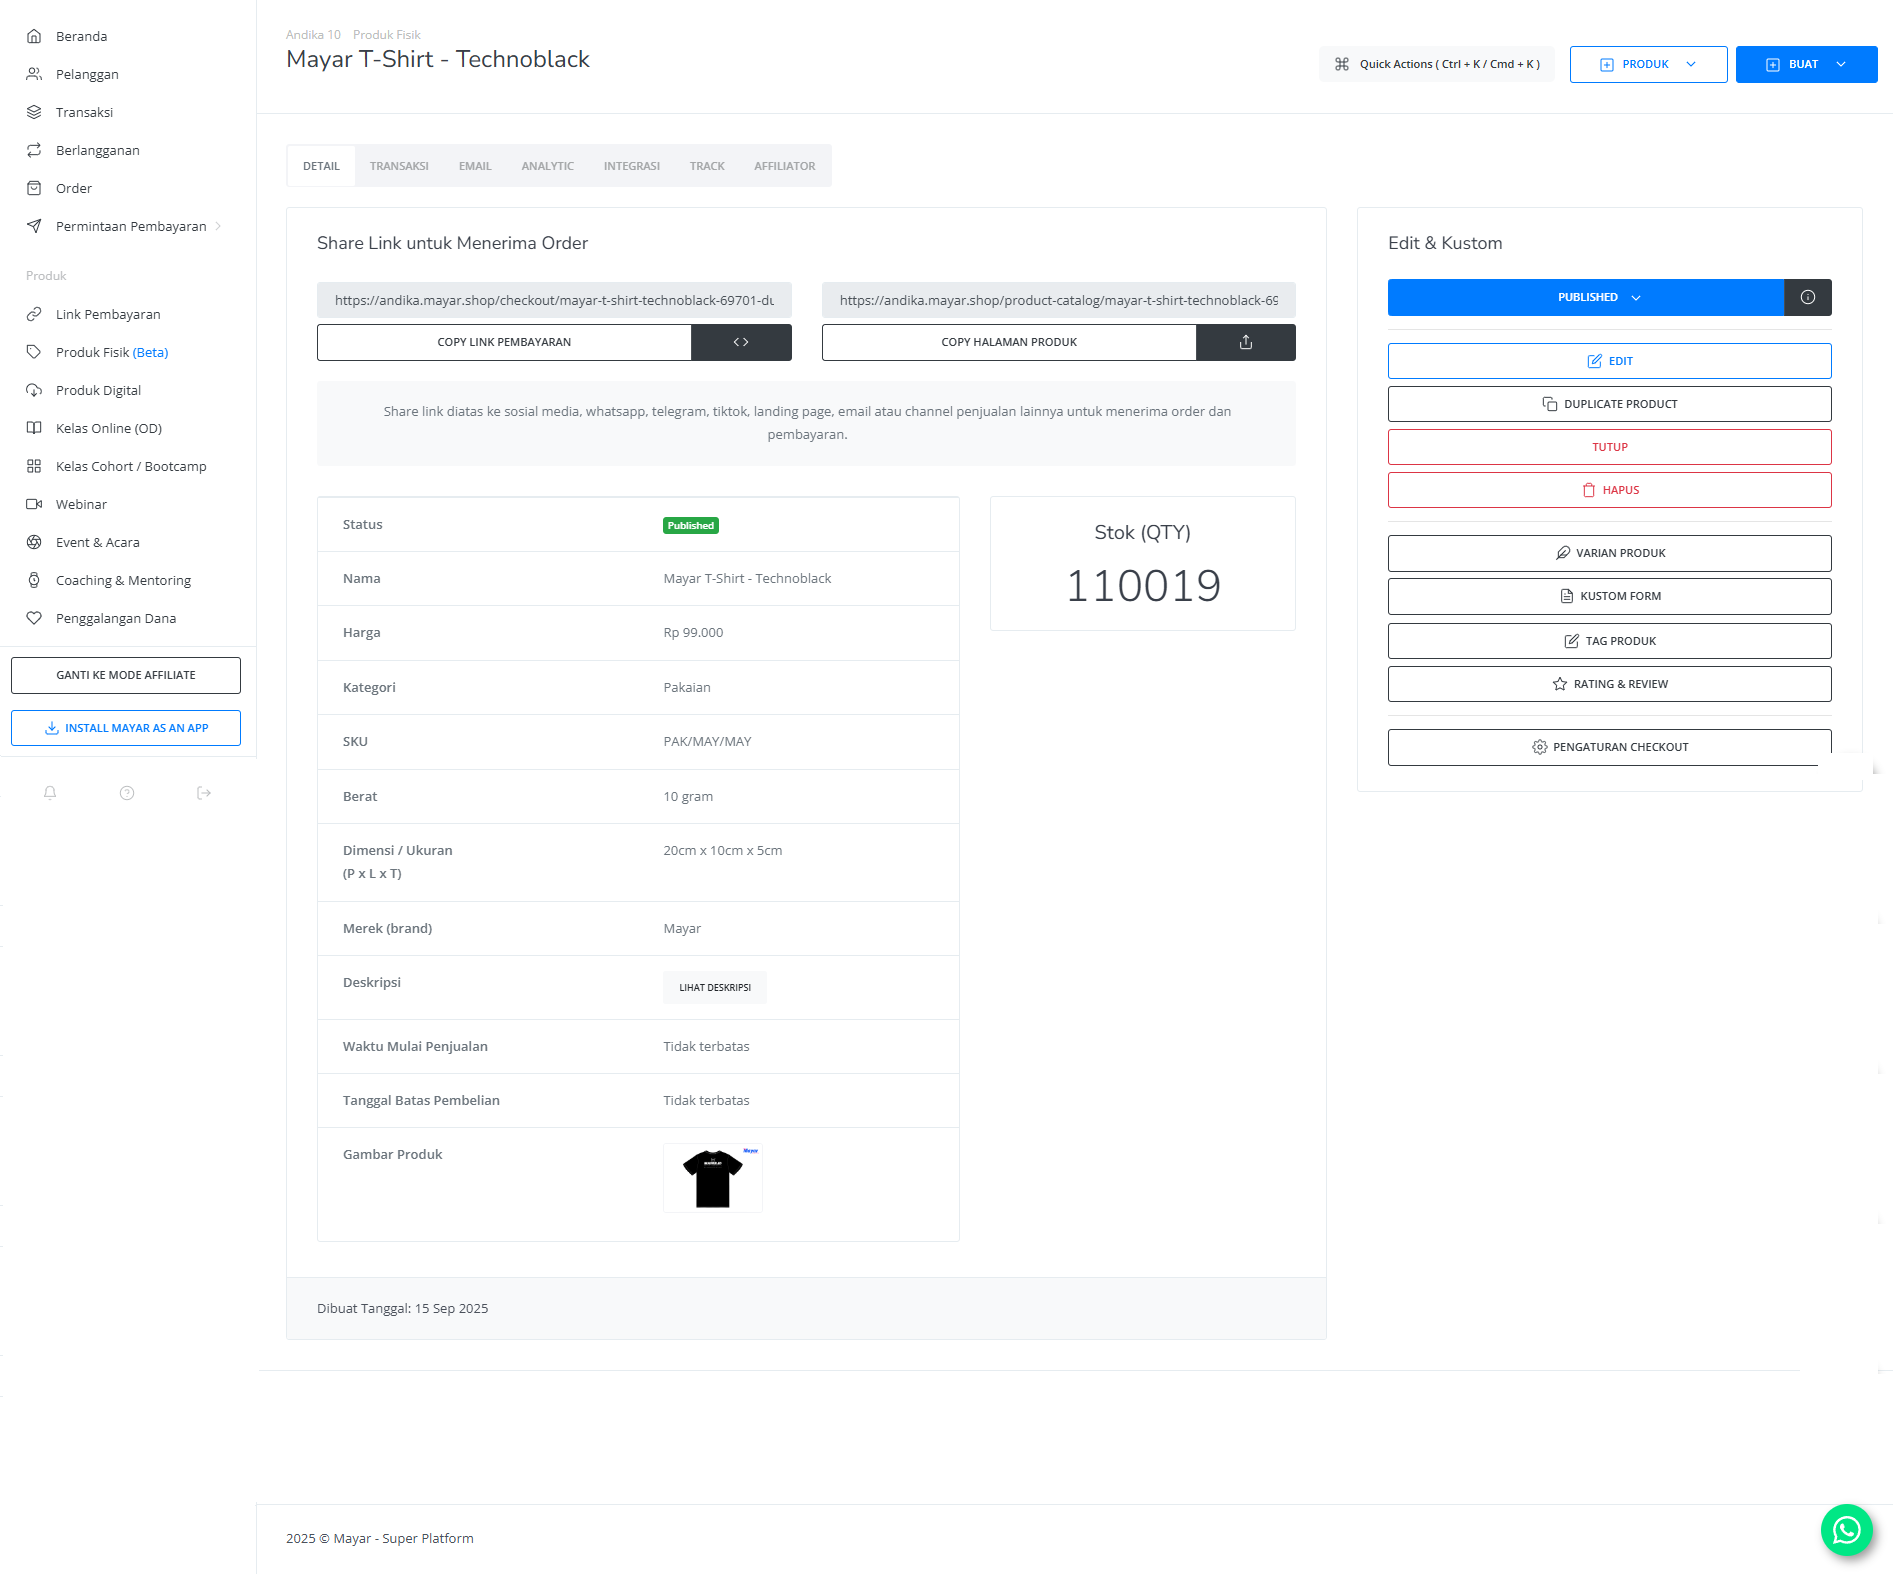 Beranda
Pelanggan
Transaksi
Berlangganan
Order
Permintaan Pembayaran
Produk
Link Pembayaran
Produk Fisik (Beta)
Produk Digital
Kelas Online (OD)
Kelas Cohort / Bootcamp
Webinar
Event & Acara
Coaching & Mentoring
Penggalangan Dana
GANTI KE MODE AFFILIATE
INSTALL MAYAR AS AN APP
Andika 10 Produk Fisik
Mayar T-Shirt - Technoblack
Quick Actions ( Ctrl + K / Cmd + K )
PRODUK
BUAT
DETAIL TRANSAKSI EMAIL ANALYTIC INTEGRASI TRACK AFFILIATOR
Share Link untuk Menerima Order
https://andika.mayar.shop/checkout/mayar-t-shirt-technoblack-69701-du
COPY LINK PEMBAYARAN
https://andika.mayar.shop/product-catalog/mayar-t-shirt-technoblack-69
COPY HALAMAN PRODUK
Share link diatas ke sosial media, whatsapp, telegram, tiktok, landing page, email atau channel penjualan lainnya untuk menerima order dan
pembayaran.
Status Published
Nama Mayar T-Shirt - Technoblack
Harga Rp 99.000
Kategori Pakaian
SKU PAK/MAY/MAY
Berat 10 gram
Dimensi / Ukuran 20cm x 10cm x 5cm
(P x L x T)
Merek (brand) Mayar
Deskripsi LIHAT DESKRIPSI
Waktu Mulai Penjualan Tidak terbatas
Tanggal Batas Pembelian Tidak terbatas
Gambar Produk
Mayar
Stok (QTY)
110019
Dibuat Tanggal: 15 Sep 2025
Edit & Kustom
PUBLISHED
EDIT
DUPLICATE PRODUCT
TUTUP
HAPUS
VARIAN PRODUK
KUSTOM FORM
TAG PRODUK
RATING & REVIEW
PENGATURAN CHECKOUT
2025 © Mayar - Super Platform